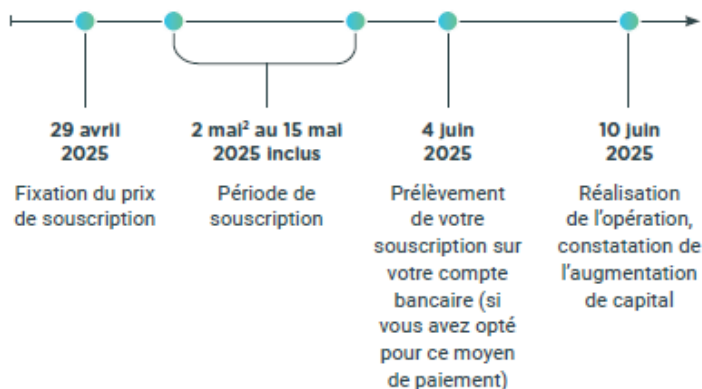 29 avril
2025
Fixation du prix
de souscription
2 mai² au 15 mai
2025 inclus
Période de
souscription
4 juin
2025
Prélèvement
de votre
souscription sur
votre compte
bancaire (si
vous avez opté
pour ce moyen
de paiement)
10 juin
2025
Réalisation
de l’opération,
constatation de
l’augmentation
de capital